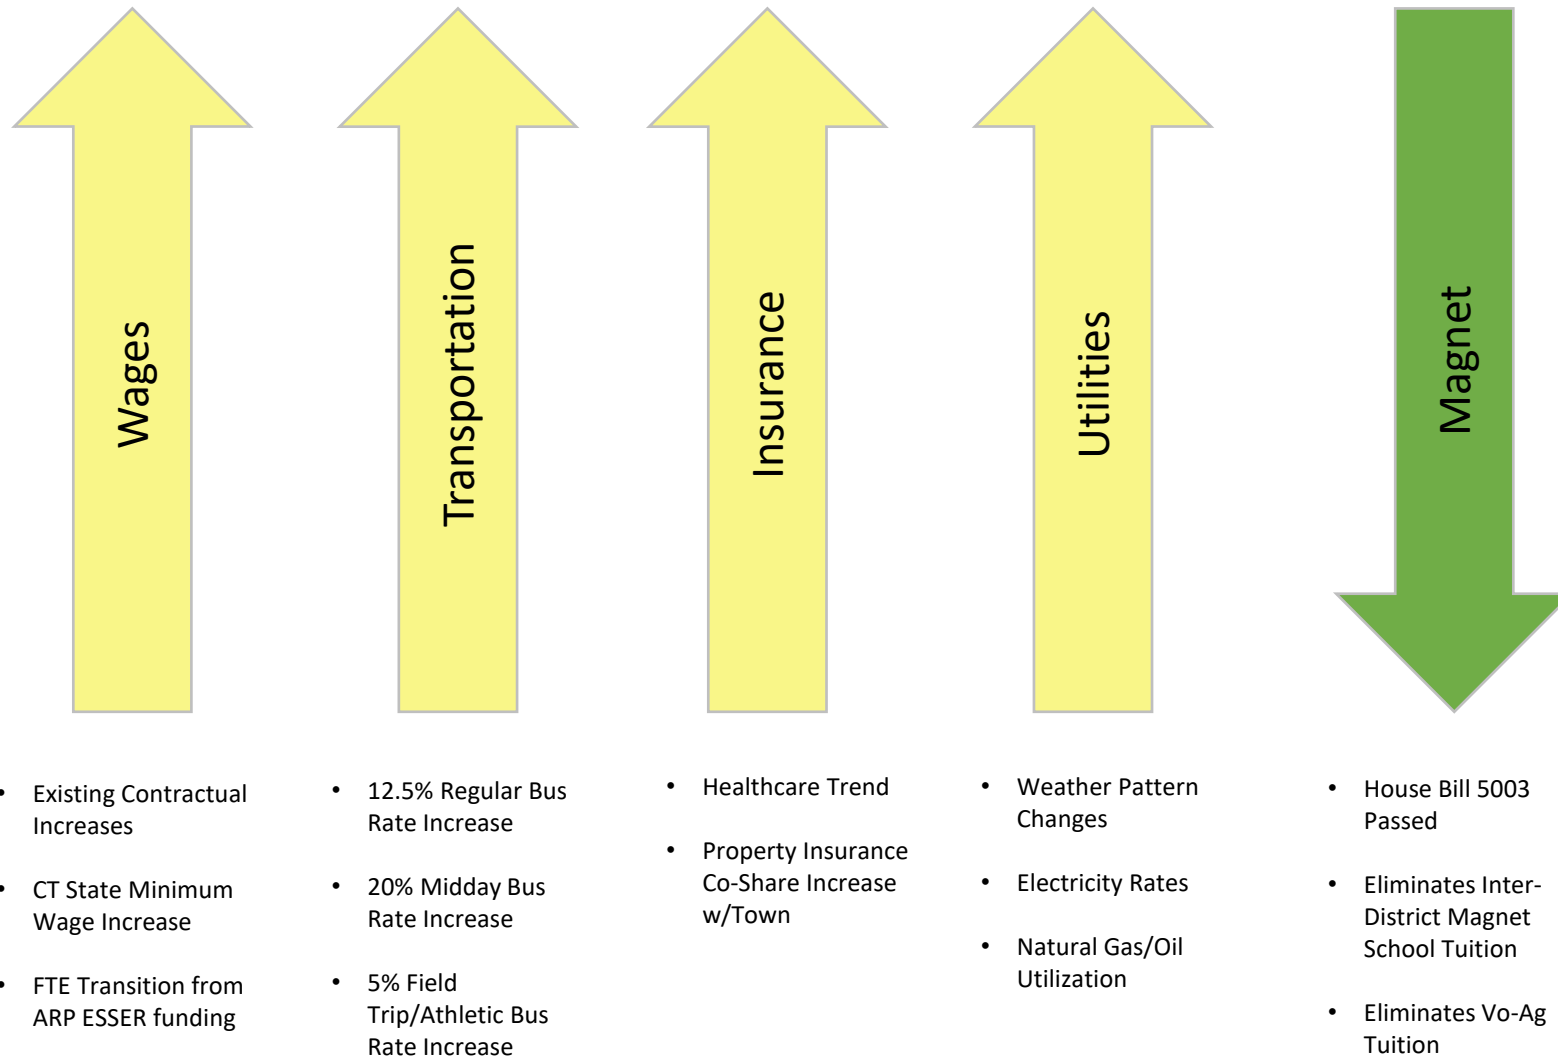 Wages
Transportation
Insurance
Utilities
Magnet
• Existing Contractual
Increases
• CT State Minimum
Wage Increase
• FTE Transition from
ARP ESSER funding
• 12.5% Regular Bus
Rate Increase
• 20% Midday Bus
Rate Increase
• 5% Field
Trip/Athletic Bus
Rate Increase
• Healthcare Trend
• Property Insurance
Co-Share Increase
w/Town
• Weather Pattern
Changes
• Electricity Rates
• Natural Gas/Oil
Utilization
• House Bill 5003
Passed
• Eliminates Inter-
District Magnet
School Tuition
• Eliminates Vo-Ag
Tuition